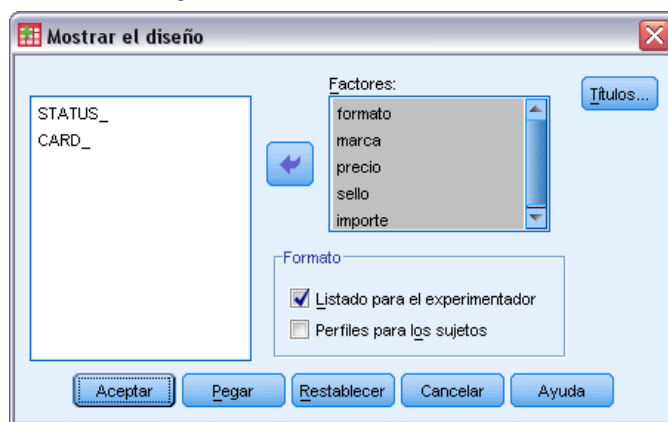 Mostrar el diseño
STATUS_
CARD_
Factores:
formato
marca
precio
sello
importe
Títulos...
Formato
Listado para el experimentador
Perfiles para los sujetos
Aceptar
Pegar
Restablecer
Cancelar
Ayuda